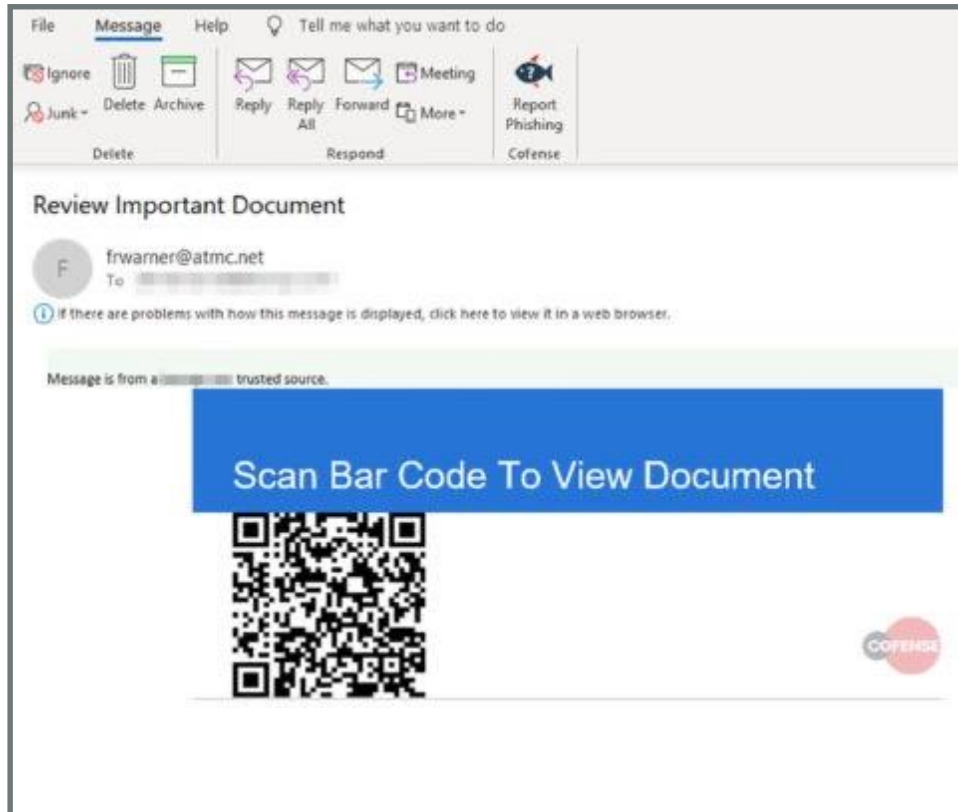 File Message Help Tell me what you want to do
Ignore
Junk
Delete Archive
Reply Reply All Forward
Meeting
More
Report Phishing
Delete Respond Cofense
Review Important Document
F
frwarner@atmc.net
To
If there are problems with how this message is displayed, click here to view it in a web browser.
Message is from a trusted source.
Scan Bar Code To View Document
COFENSE